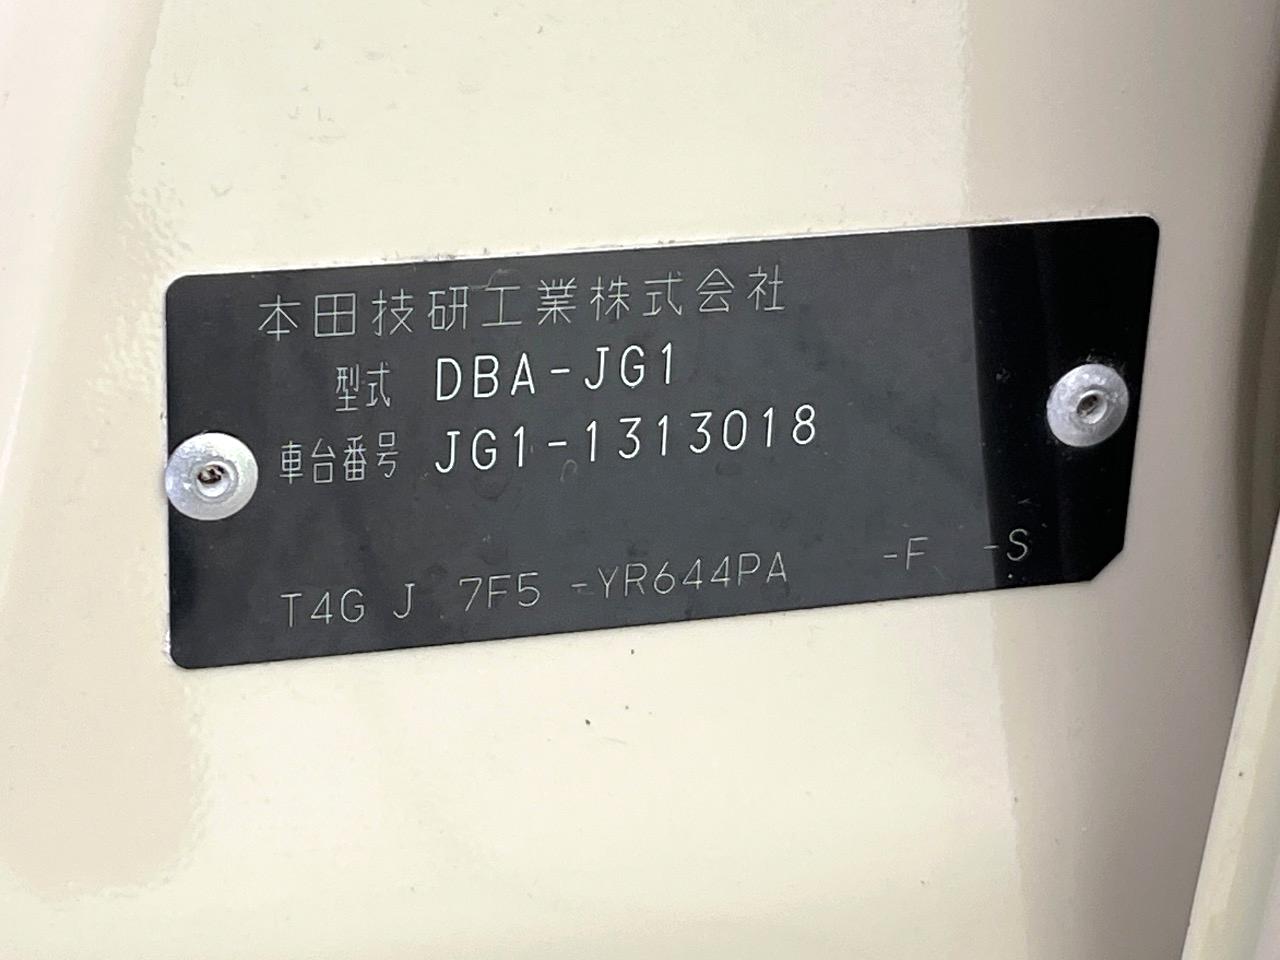 本田技研工業株式会社
型式 DBA-JG1
車台番号 JG1-1313018
T4G J 7F5 -YR644PA -F -S